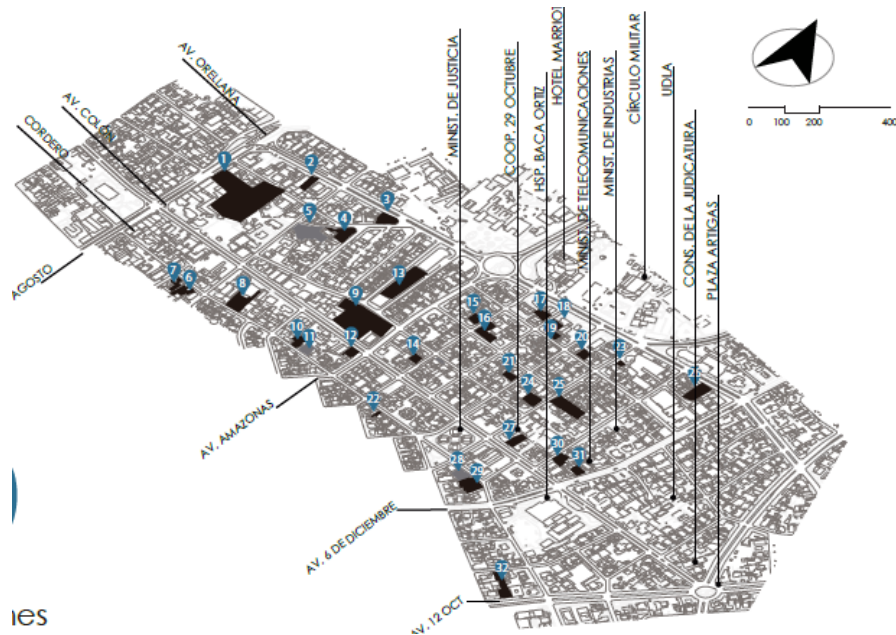 AV. ORELLANA
AV. COLÓN
CORDERO
AGOSTO
AV. AMAZONAS
AV. 6 DE DICIEMBRE
AV. 12 OCT
MINIST. DE JUSTICIA
COOP. 29 OCTUBRE
HSP. BACA ORTIZ
HOTEL MARRIO
MINIST. DE TELECOMUNICACIONES
MINIST. DE INDUSTRIAS
CÍRCULO MILITAR
UDLA
CONS. DE LA JUDICATURA
PLAZA ARTIGAS
0 100 200 400
1
2
3
4
5
6
7
8
9
10
11
12
13
14
15
16
17
18
19
20
21
22
23
24
25
27
28
29
30
31
32
nes